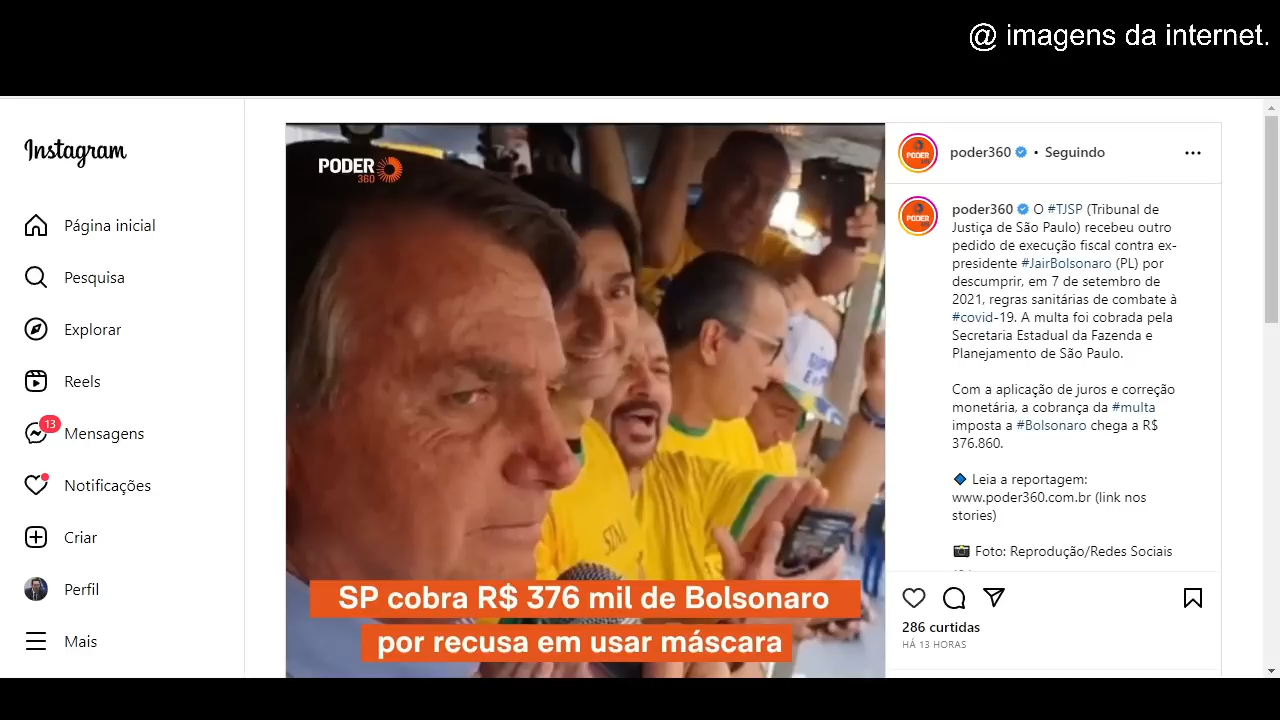 @ imagens da internet.
Instagram
Página inicial
Pesquisa
Explorar
Reels
13
Mensagens
Notificações
Criar
Perfil
Mais
PODER
360
SP cobra R$ 376 mil de Bolsonaro
por recusa em usar máscara
poder360 • Seguindo
poder360 O #TJSP (Tribunal de
Justiça de São Paulo) recebeu outro
pedido de execução fiscal contra ex-
presidente #JairBolsonaro (PL) por
descumprir, em 7 de setembro de
2021, regras sanitárias de combate à
#covid-19. A multa foi cobrada pela
Secretaria Estadual da Fazenda e
Planejamento de São Paulo.
Com a aplicação de juros e correção
monetária, a cobrança da #multa
imposta a #Bolsonaro chega a R$
376.860.
Leia a reportagem:
www.poder360.com.br (link nos
stories)
Foto: Reprodução/Redes Sociais
286 curtidas
HÁ 13 HORAS